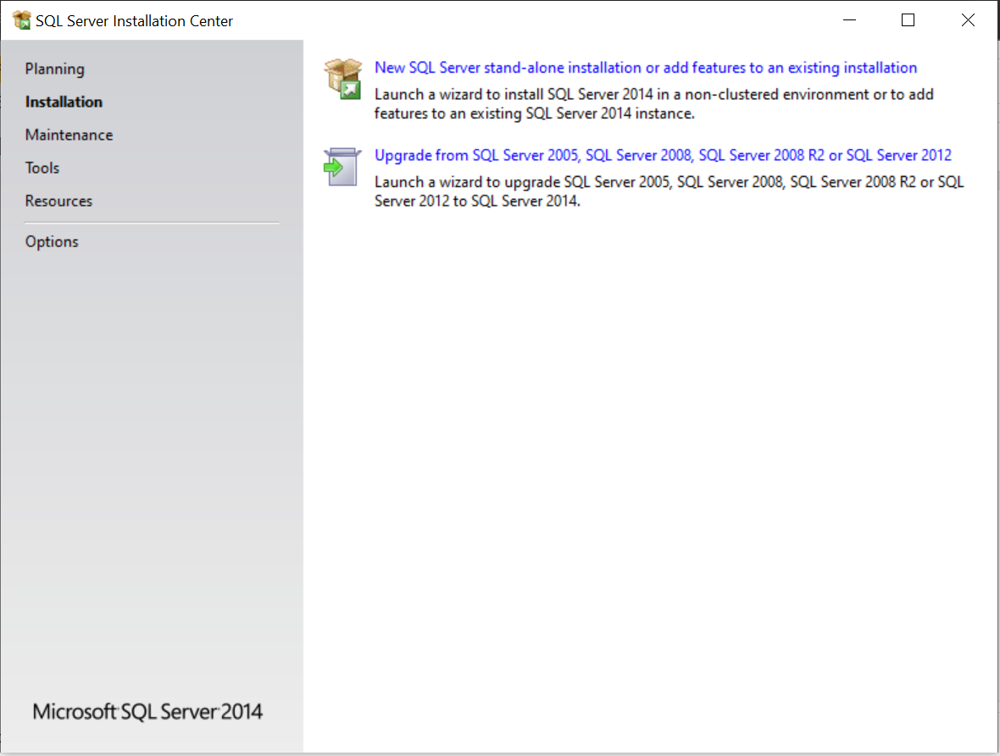 SQL Server Installation Center
Planning
Installation
Maintenance
Tools
Resources
Options
New SQL Server stand-alone installation or add features to an existing installation
Launch a wizard to install SQL Server 2014 in a non-clustered environment or to add
features to an existing SQL Server 2014 instance.
Upgrade from SQL Server 2005, SQL Server 2008, SQL Server 2008 R2 or SQL Server 2012
Launch a wizard to upgrade SQL Server 2005, SQL Server 2008, SQL Server 2008 R2 or SQL
Server 2012 to SQL Server 2014.
Microsoft SQL Server 2014